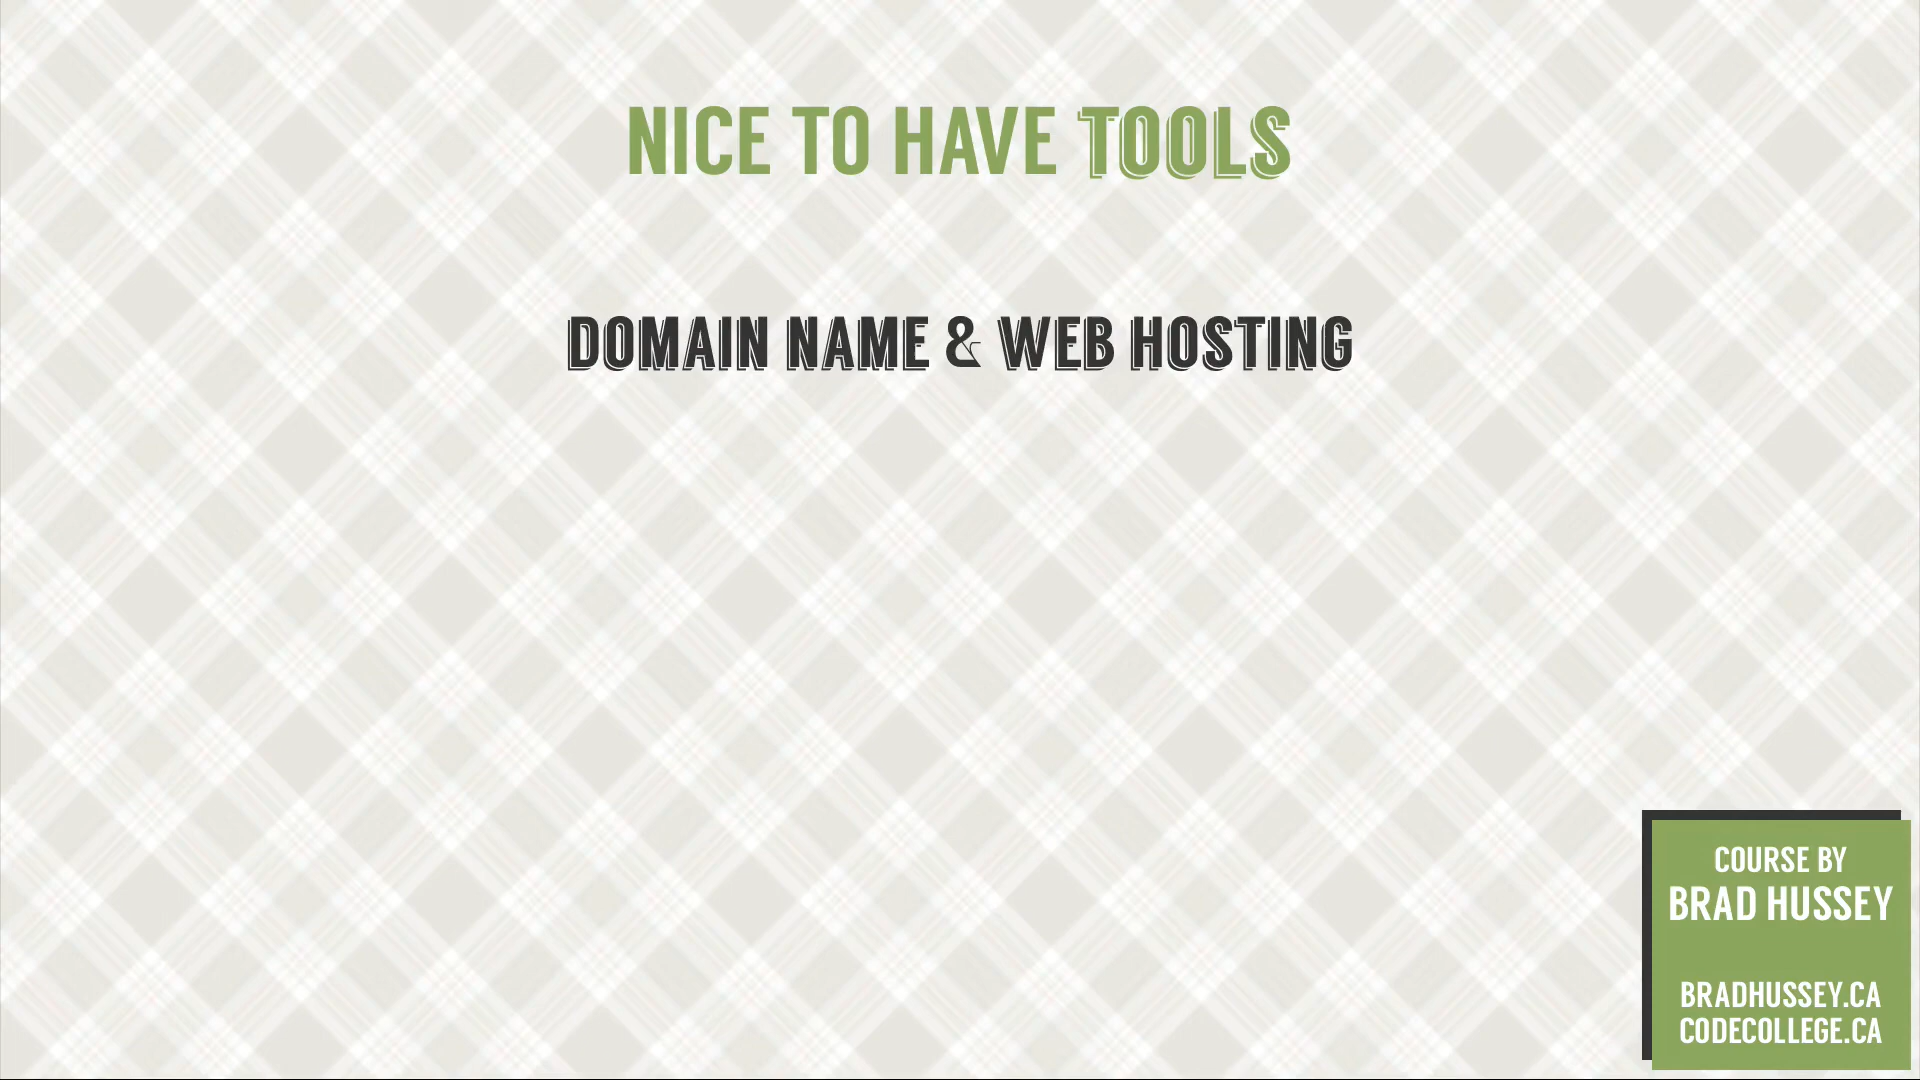 NICE TO HAVE TOOLS
DOMAIN NAME & WEB HOSTING
COURSE BY
BRAD HUSSEY
BRADHUSSEY.CA
CODECOLLEGE.CA